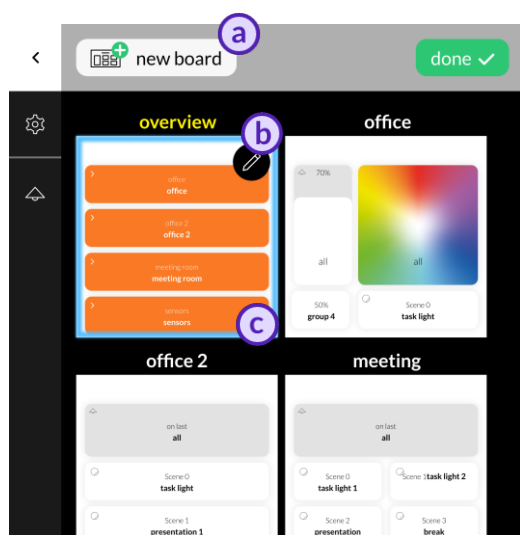 a
new board
done
overview
b
office
office
office
office 2
office 2
meeting room
meeting room
sensors
sensors
c
70%
all
all
50%
group 4
Scene 0
task light
office 2
meeting
on last
all
Scene 0
task light
Scene 1
presentation 1
on last
all
Scene 0
task light 1
Scene 1 task light 2
Scene 2
presentation
Scene 3
break